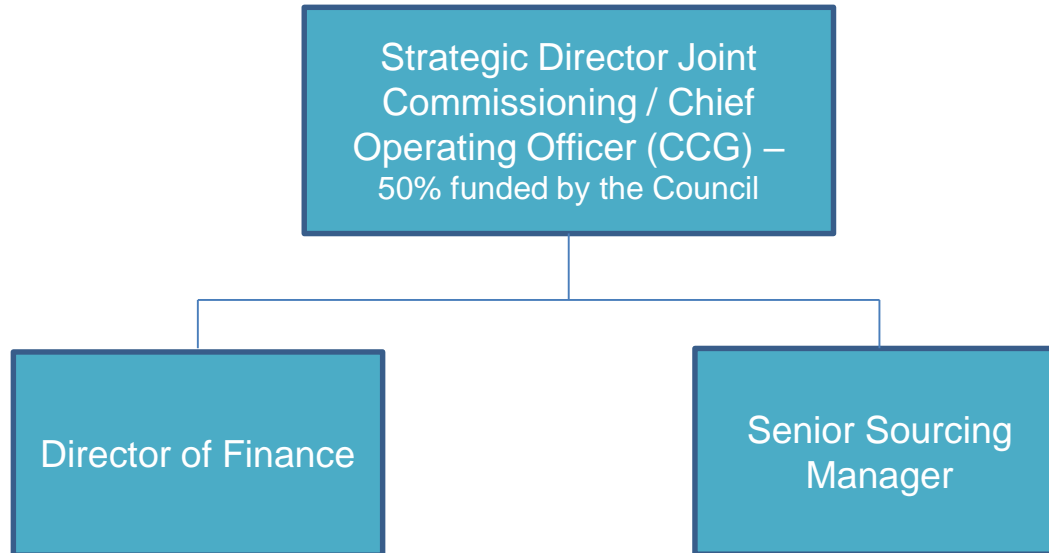 Strategic Director Joint
Commissioning / Chief
Operating Officer (CCG) –
50% funded by the Council
Director of Finance
Senior Sourcing
Manager